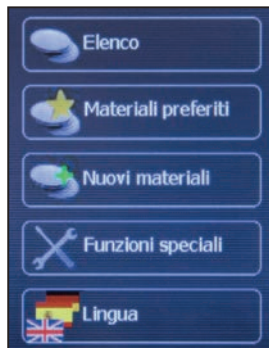 Elenco
Materiali preferiti
Nuovi materiali
Funzioni speciali
Lingua